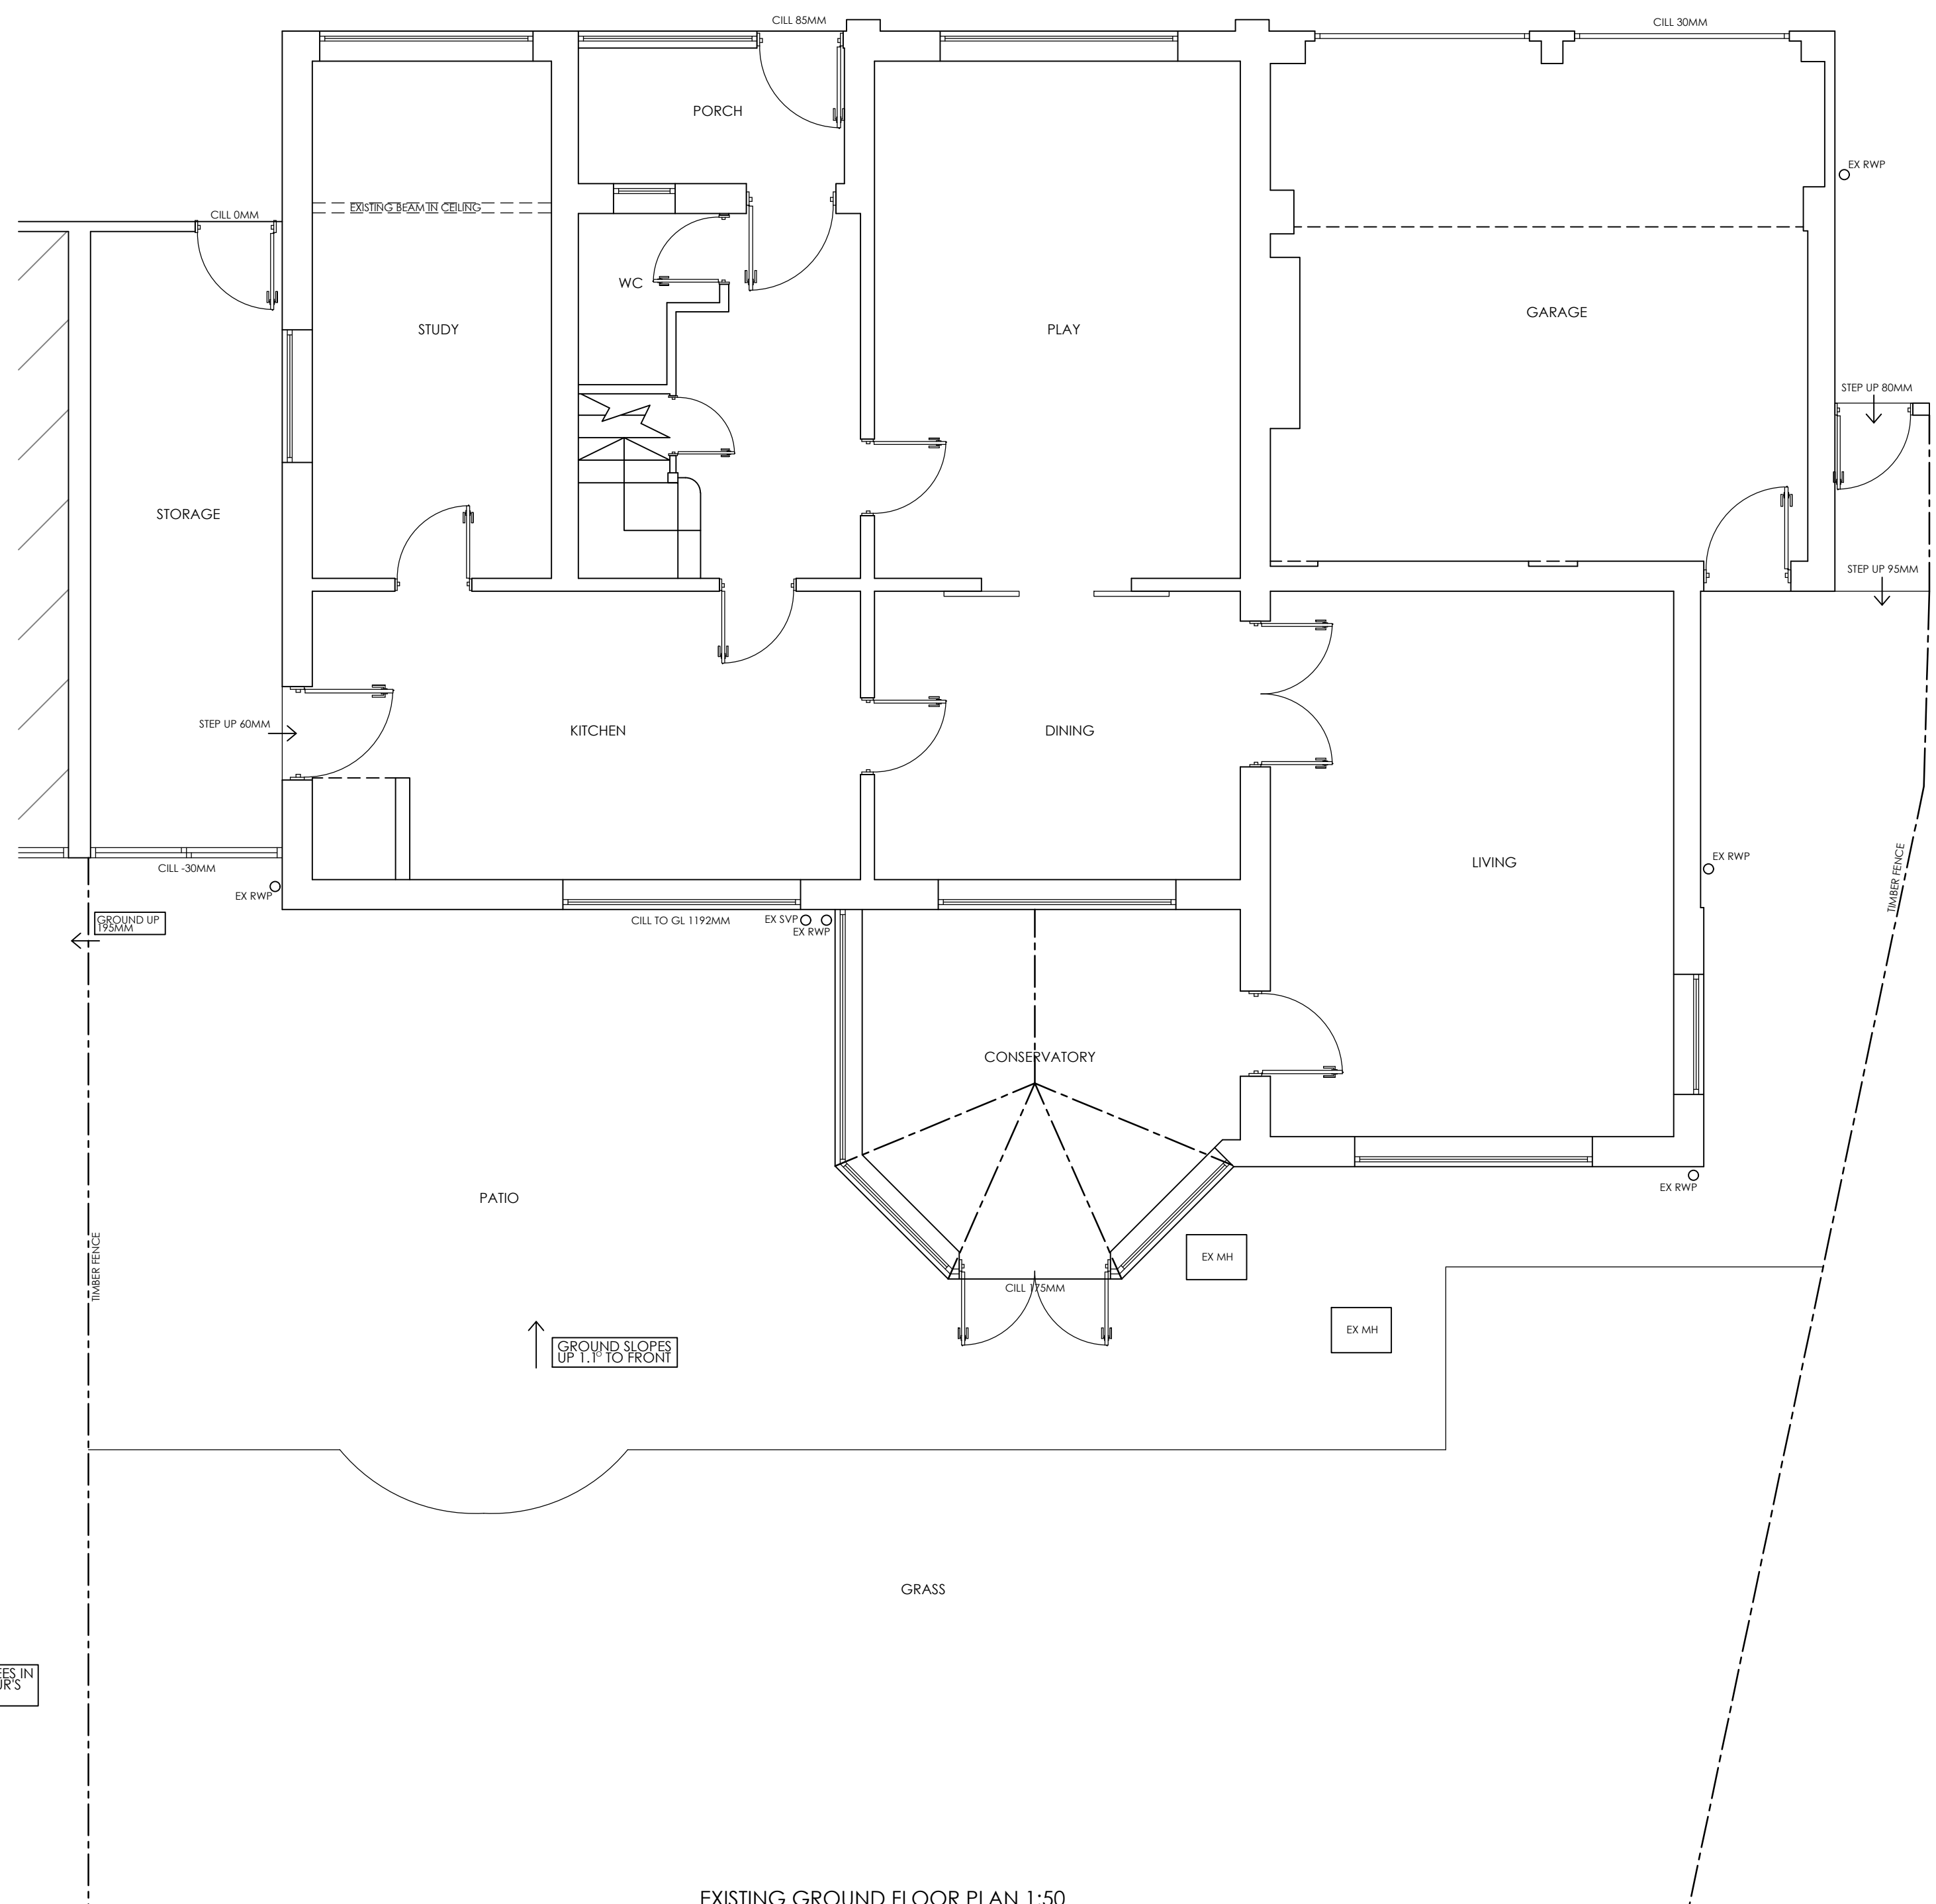 CILL 85MM
CILL 30MM
PORCH
EX RWP
EXISTING BEAM IN CEILING
CILL 0MM
WC
GARAGE
STUDY
PLAY
STEP UP 80MM
STORAGE
STEP UP 95MM
STEP UP 60MM
KITCHEN
DINING
LIVING
EX RWP
CILL -30MM
TIMBER FENCE
EX RWP
GROUND UP
195MM
CILL TO GL 1192MM
EX SVP
EX RWP
CONSERVATORY
EX RWP
PATIO
TIMBER FENCE
EX MH
CILL 175MM
EX MH
GROUND SLOPES
UP 1.1° TO FRONT
GRASS
EES IN
UR'S
EXISTING GROUND FLOOR PLAN 1:50